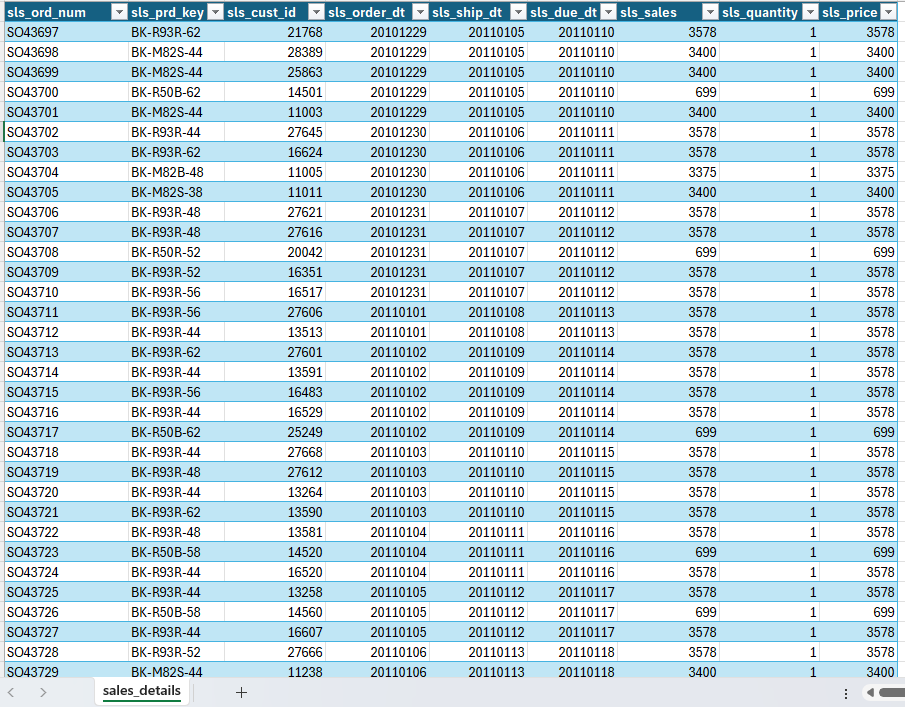 sls_ord_num sls_prd_key sls_cust_id sls_order_dt sls_ship_dt sls_due_dt sls_sales sls_quantity sls_price
SO43697 BK-R93R-62 21768 20101229 20110105 20110110 3578 1 3578
SO43698 BK-M82S-44 28389 20101229 20110105 20110110 3400 1 3400
SO43699 BK-M82S-44 25863 20101229 20110105 20110110 3400 1 3400
SO43700 BK-R50B-62 14501 20101229 20110105 20110110 699 1 699
SO43701 BK-M82S-44 11003 20101229 20110105 20110110 3400 1 3400
SO43702 BK-R93R-44 27645 20101230 20110106 20110111 3578 1 3578
SO43703 BK-R93R-62 16624 20101230 20110106 20110111 3578 1 3578
SO43704 BK-M82B-48 11005 20101230 20110106 20110111 3375 1 3375
SO43705 BK-M82S-38 11011 20101230 20110106 20110111 3400 1 3400
SO43706 BK-R93R-48 27621 20101231 20110107 20110112 3578 1 3578
SO43707 BK-R93R-48 27616 20101231 20110107 20110112 3578 1 3578
SO43708 BK-R50R-52 20042 20101231 20110107 20110112 699 1 699
SO43709 BK-R93R-52 16351 20101231 20110107 20110112 3578 1 3578
SO43710 BK-R93R-56 16517 20101231 20110107 20110112 3578 1 3578
SO43711 BK-R93R-56 27606 20110101 20110108 20110113 3578 1 3578
SO43712 BK-R93R-44 13513 20110101 20110108 20110113 3578 1 3578
SO43713 BK-R93R-62 27601 20110102 20110109 20110114 3578 1 3578
SO43714 BK-R93R-44 13591 20110102 20110109 20110114 3578 1 3578
SO43715 BK-R93R-56 16483 20110102 20110109 20110114 3578 1 3578
SO43716 BK-R93R-44 16529 20110102 20110109 20110114 3578 1 3578
SO43717 BK-R50B-62 25249 20110102 20110109 20110114 699 1 699
SO43718 BK-R93R-44 27668 20110103 20110110 20110115 3578 1 3578
SO43719 BK-R93R-48 27612 20110103 20110110 20110115 3578 1 3578
SO43720 BK-R93R-44 13264 20110103 20110110 20110115 3578 1 3578
SO43721 BK-R93R-62 13590 20110103 20110110 20110115 3578 1 3578
SO43722 BK-R93R-48 13581 20110104 20110111 20110116 3578 1 3578
SO43723 BK-R50B-58 14520 20110104 20110111 20110116 699 1 699
SO43724 BK-R93R-44 16520 20110104 20110111 20110116 3578 1 3578
SO43725 BK-R93R-44 13258 20110105 20110112 20110117 3578 1 3578
SO43726 BK-R50B-58 14560 20110105 20110112 20110117 699 1 699
SO43727 BK-R93R-44 16607 20110105 20110112 20110117 3578 1 3578
SO43728 BK-R93R-52 27666 20110106 20110113 20110118 3578 1 3578
SO43729 BK-M82S-44 11238 20110106 20110113 20110118 3400 1 3400
sales_details